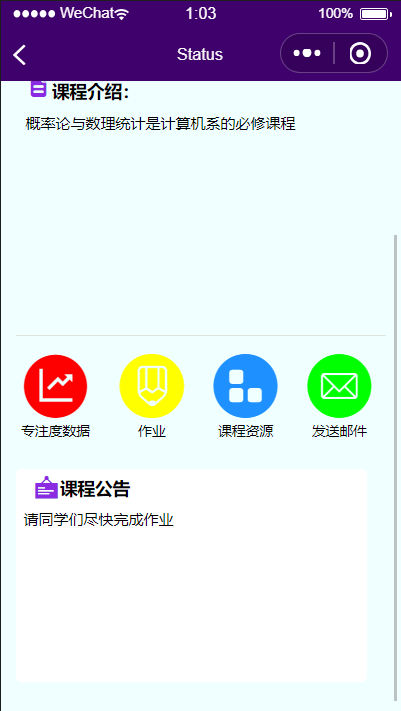 WeChat
1:03
100%
Status
课程介绍:
概率论与数理统计是计算机系的必修课程
专注度数据
作业
课程资源
发送邮件
课程公告
请同学们尽快完成作业